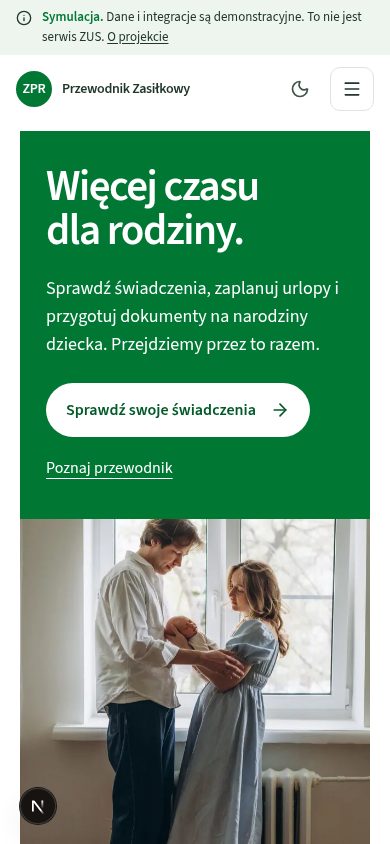 Symulacja. Dane i integracje są demonstracyjne. To nie jest
serwis ZUS. O projekcie
ZPR
Przewodnik Zasiłkowy
Więcej czasu
dla rodziny.
Sprawdź świadczenia, zaplanuj urlopy i
przygotuj dokumenty na narodziny
dziecka. Przejdziemy przez to razem.
Sprawdź swoje świadczenia
Poznaj przewodnik
N